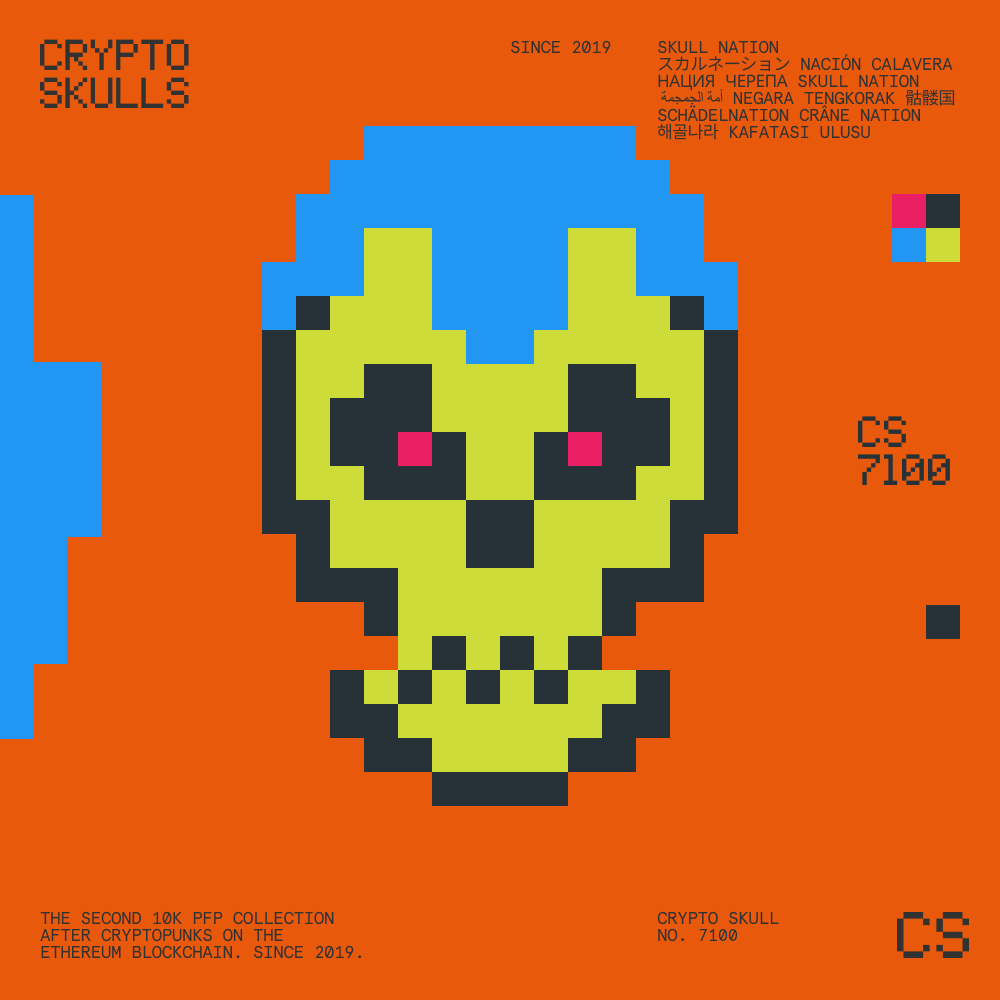 CRYPTO
SKULLS
SINCE 2019
SKULL NATION
スカルネーション NACIÓN CALAVERA
НАЦИЯ ЧЕРЕПА SKULL NATION
أمة الجمجمة NEGARA TENGKORAK 骷髅国
SCHÄDELNATION CRÂNE NATION
해골나라 KAFATASI ULUSU
CS
7100
THE SECOND 10K PFP COLLECTION
AFTER CRYPTOPUNKS ON THE
ETHEREUM BLOCKCHAIN. SINCE 2019.
CRYPTO SKULL
NO. 7100
CS